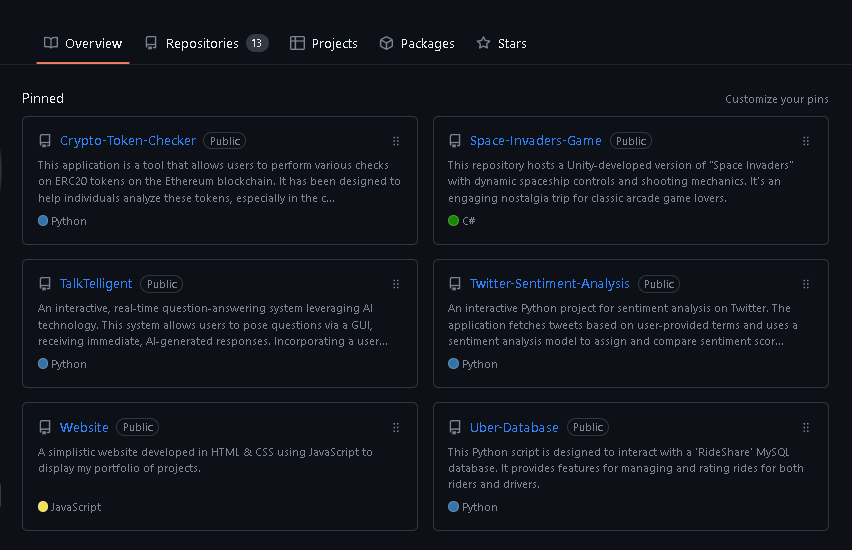 Overview Repositories 13 Projects Packages Stars
Pinned
Customize your pins
Crypto-Token-Checker Public
This application is a tool that allows users to perform various checks
on ERC20 tokens on the Ethereum blockchain. It has been designed to
help individuals analyze these tokens, especially in the c...
Python
Space-Invaders-Game Public
This repository hosts a Unity-developed version of "Space Invaders"
with dynamic spaceship controls and shooting mechanics. It's an
engaging nostalgia trip for classic arcade game lovers.
C#
TalkTelligent Public
An interactive, real-time question-answering system leveraging AI
technology. This system allows users to pose questions via a GUI,
receiving immediate, AI-generated responses. Incorporating a user...
Python
Twitter-Sentiment-Analysis Public
An interactive Python project for sentiment analysis on Twitter. The
application fetches tweets based on user-provided terms and uses a
sentiment analysis model to assign and compare sentiment scor...
Python
Website Public
A simplistic website developed in HTML & CSS using JavaScript to
display my portfolio of projects.
JavaScript
Uber-Database Public
This Python script is designed to interact with a 'RideShare' MySQL
database. It provides features for managing and rating rides for both
riders and drivers.
Python